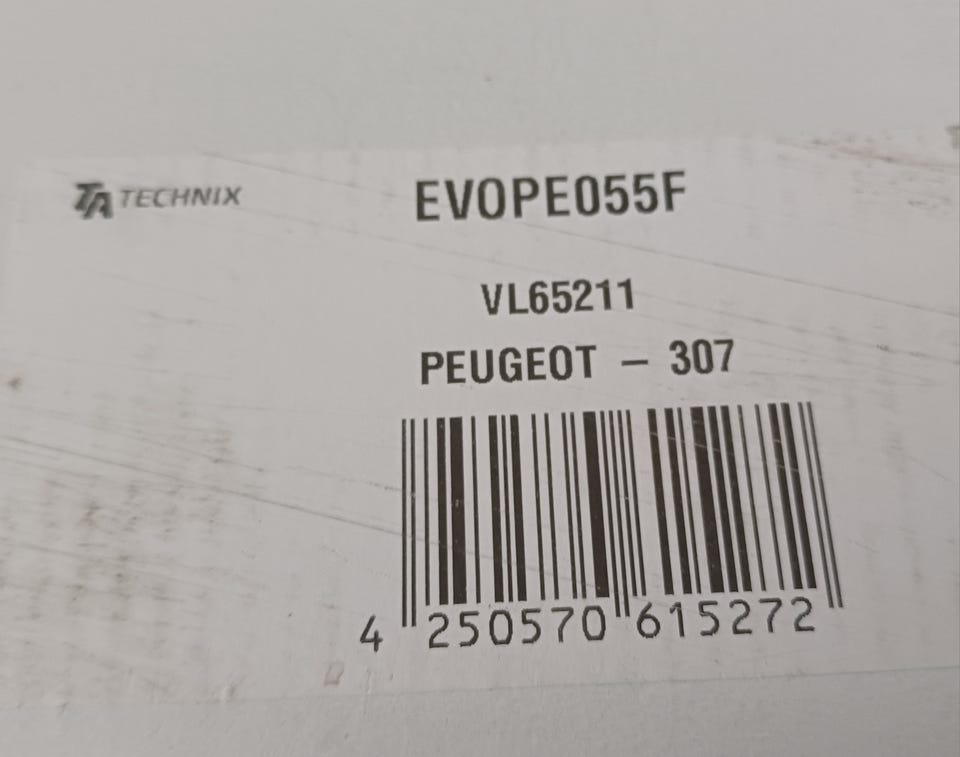 TA TECHNIX
EVOPE055F
VL65211
PEUGEOT – 307
4 250570 615272